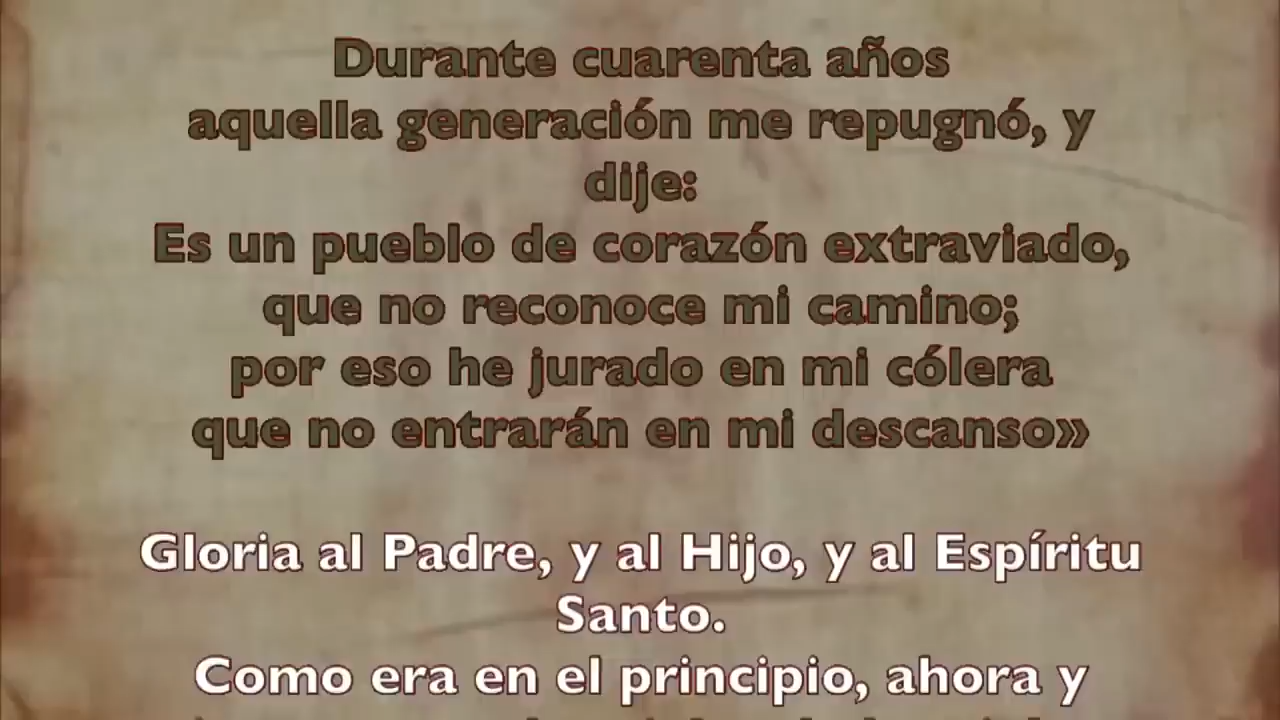 Durante cuarenta años
aquella generación me repugnó, y
dije:
Es un pueblo de corazón extraviado,
que no reconoce mi camino;
por eso he jurado en mi cólera
que no entrarán en mi descanso»
Gloria al Padre, y al Hijo, y al Espíritu
Santo.
Como era en el principio, ahora y